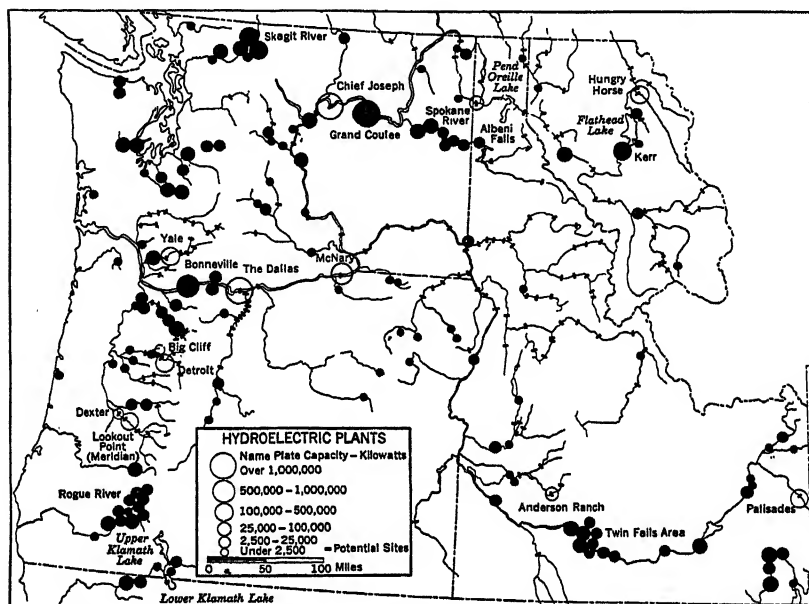 Skagit River
Chief Joseph
Grand Coulee
Spokane
River
Pend
Oreille
Lake
Albeni
Falls
Hungry
Horse
Flathead
Lake
Kerr
Yale
Bonneville
The Dallas
McNary
Big Cliff
Detroit
Dexter
Lookout
Point
(Meridian)
Rogue River
Upper
Klamath
Lake
Lower Klamath Lake
Anderson Ranch
Twin Falls Area
Palisades
HYDROELECTRIC PLANTS
Name Plate Capacity – Kilowatts
Over 1,000,000
500,000 – 1,000,000
100,000 – 500,000
25,000 – 100,000
2,500 – 25,000
Under 2,500 = Potential Sites
0 50 100
Miles